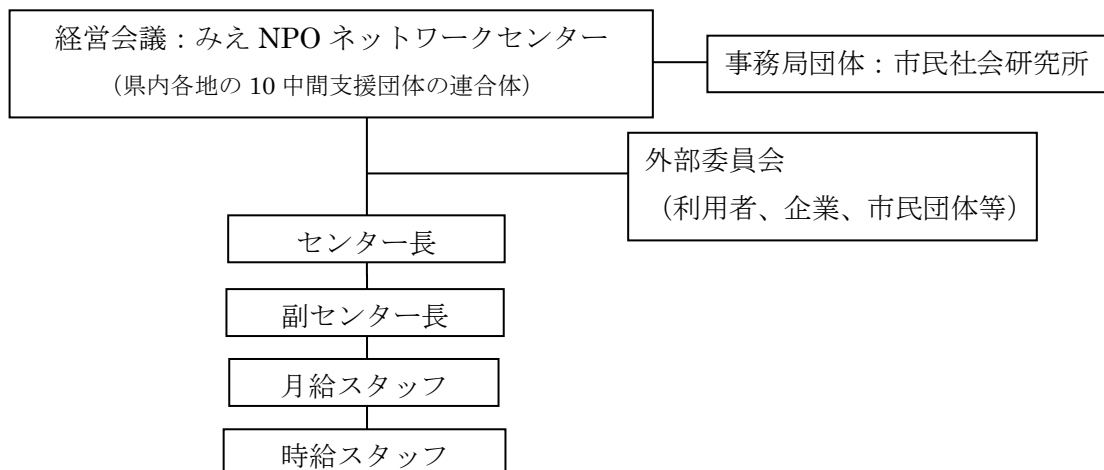 経営会議：みえ NPO ネットワークセンター
（県内各地の 10 中間支援団体の連合体）
事務局団体：市民社会研究所
外部委員会
（利用者、企業、市民団体等）
センター長
副センター長
月給スタッフ
時給スタッフ